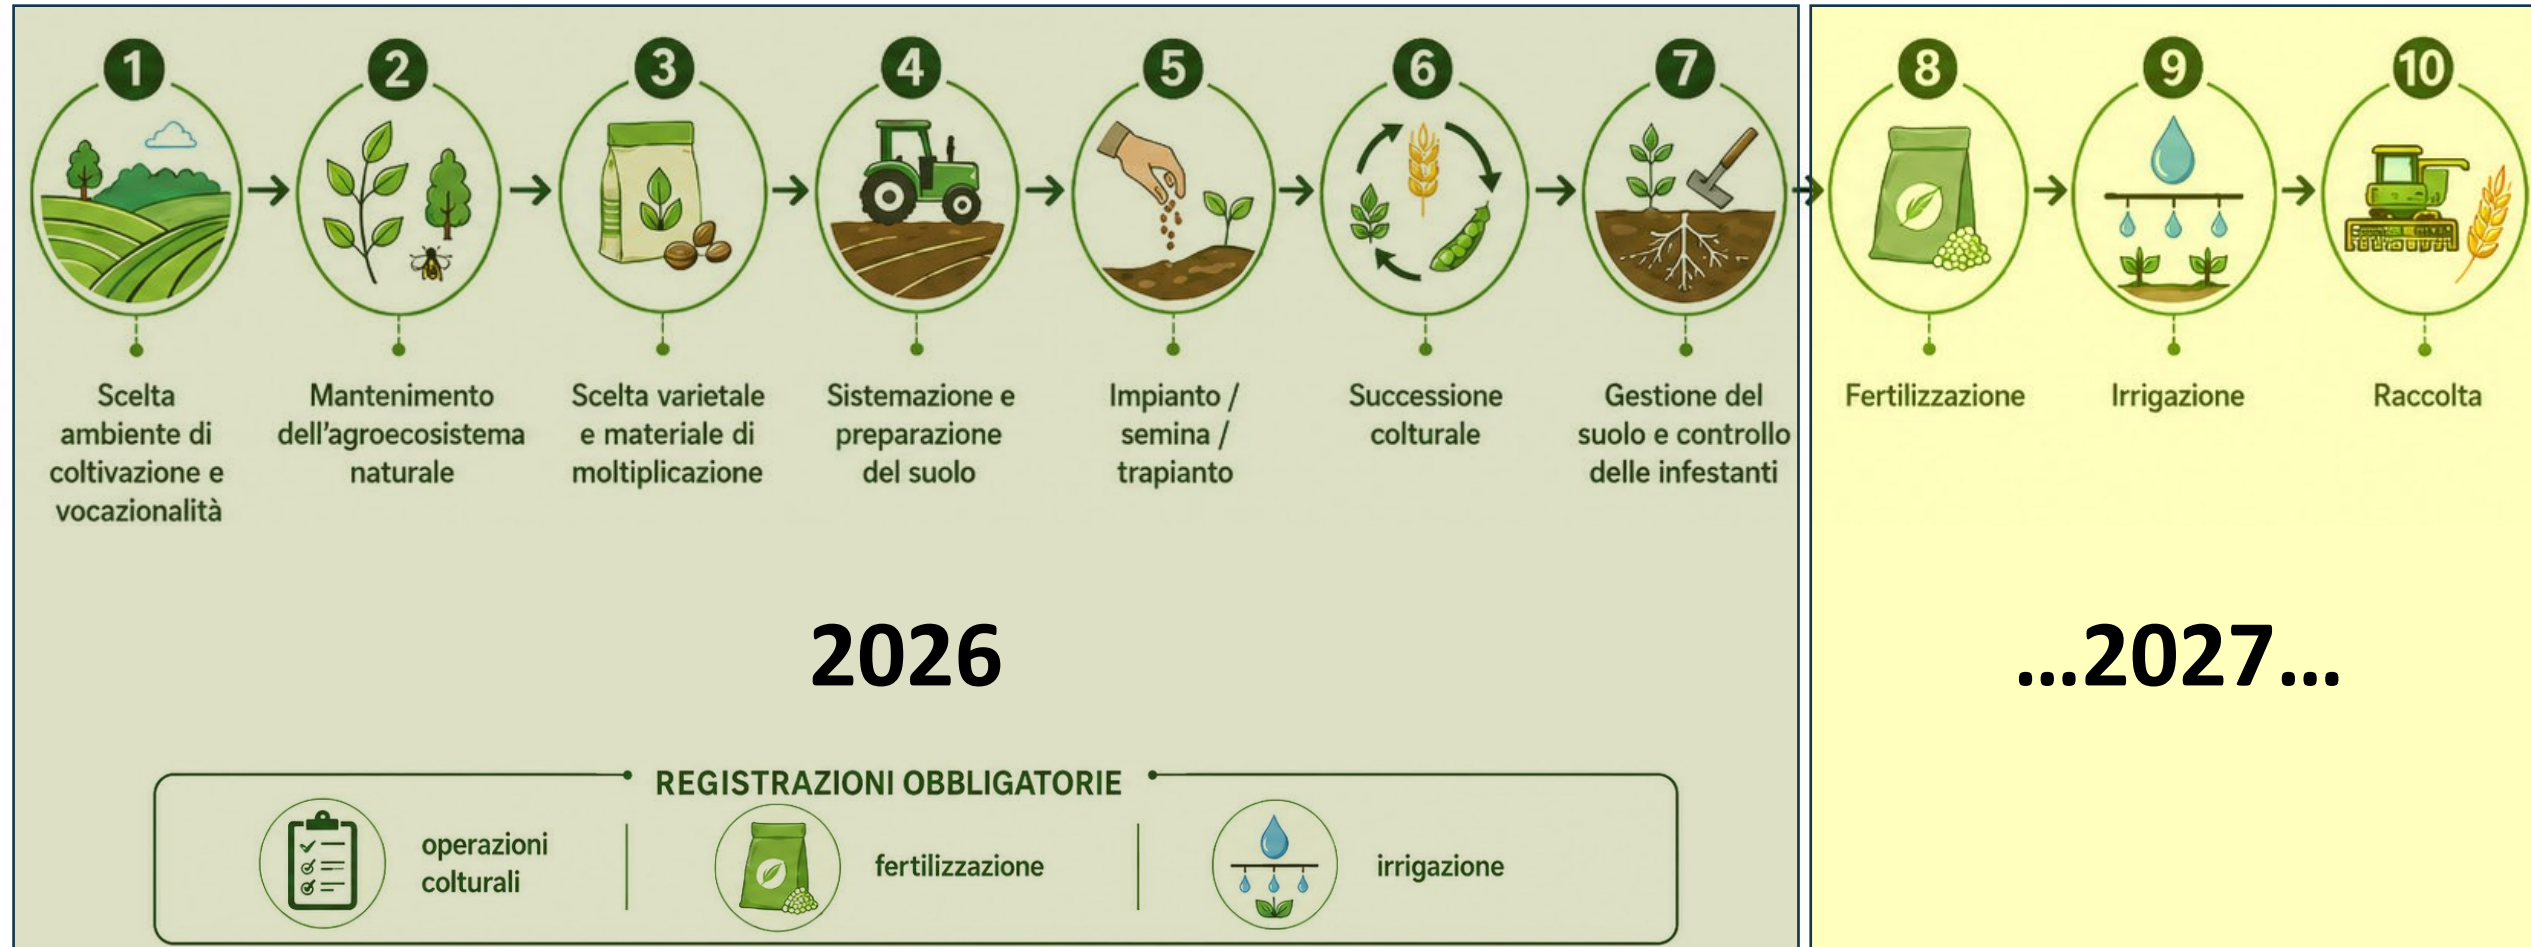 1
2
3
4
5
6
7
8
9
10
Scelta
ambiente di
coltivazione e
vocazionalità
Mantenimento
dell'agroecosistema
naturale
Scelta varietale
e materiale di
moltiplicazione
Sistemazione e
preparazione
del suolo
Impianto /
semina /
trapianto
Successione
colturale
Gestione del
suolo e controllo
delle infestanti
Fertilizzazione
Irrigazione
Raccolta
2026
...2027...
REGISTRAZIONI OBBLIGATORIE
operazioni
colturali
fertilizzazione
irrigazione